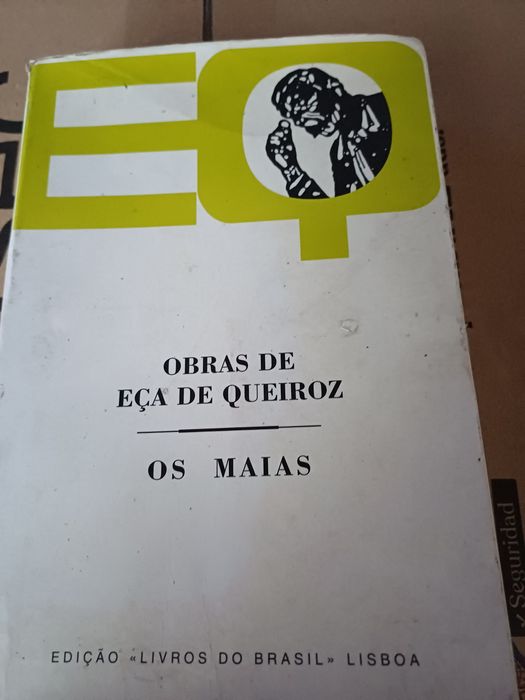 EQ
OBRAS DE
EÇA DE QUEIROZ
OS MAIAS
EDIÇÃO «LIVROS DO BRASIL» LISBOA
y Seguridad